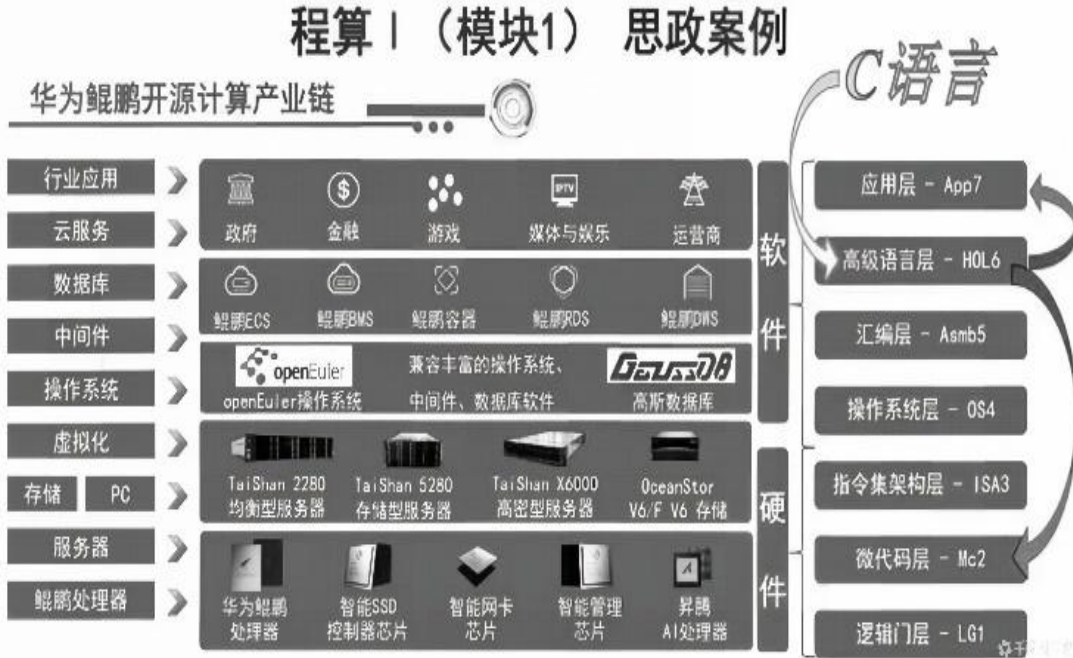 程算Ⅰ（模块1） 思政案例
华为鲲鹏开源计算产业链
C语言
行业应用
云服务
数据库
中间件
操作系统
虚拟化
存储 PC
服务器
鲲鹏处理器
政府 金融 游戏 媒体与娱乐 运营商
IPTV
鲲鹏ECS 鲲鹏BMS 鲲鹏容器 鲲鹏RDS 鲲鹏DWS
openEuler
openEuler操作系统
兼容丰富的操作系统、
中间件、数据库软件
GaussDB
高斯数据库
TaiShan 2280
均衡型服务器
TaiShan 5280
存储型服务器
TaiShan X6000
高密型服务器
OceanStor
V6/F V6 存储
华为鲲鹏
处理器
智能SSD
控制器芯片
智能网卡
芯片
智能管理
芯片
昇腾
AI处理器
软件
硬件
应用层 - App7
高级语言层 - HOL6
汇编层 - Asmb5
操作系统层 - OS4
指令集架构层 - ISA3
微代码层 - Mc2
逻辑门层 - LG1